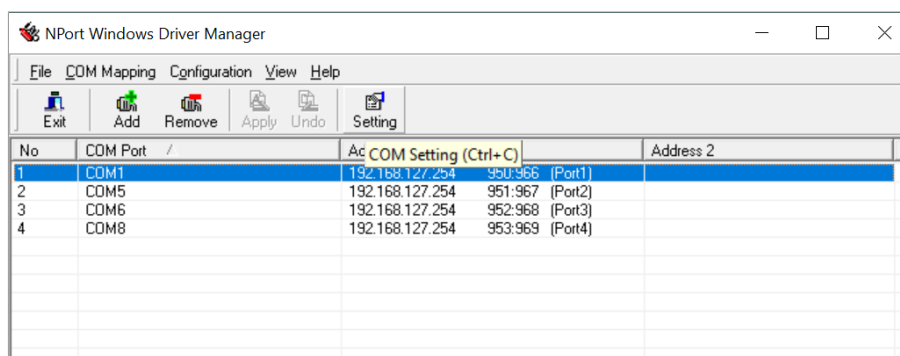 NPort Windows Driver Manager
File COM Mapping Configuration View Help
Exit Add Remove Apply Undo Setting
No COM Port / Address 2
COM Setting (Ctrl+C)
1 COM1 192.168.127.254 950:966 (Port1)
2 COM5 192.168.127.254 951:967 (Port2)
3 COM6 192.168.127.254 952:968 (Port3)
4 COM8 192.168.127.254 953:969 (Port4)